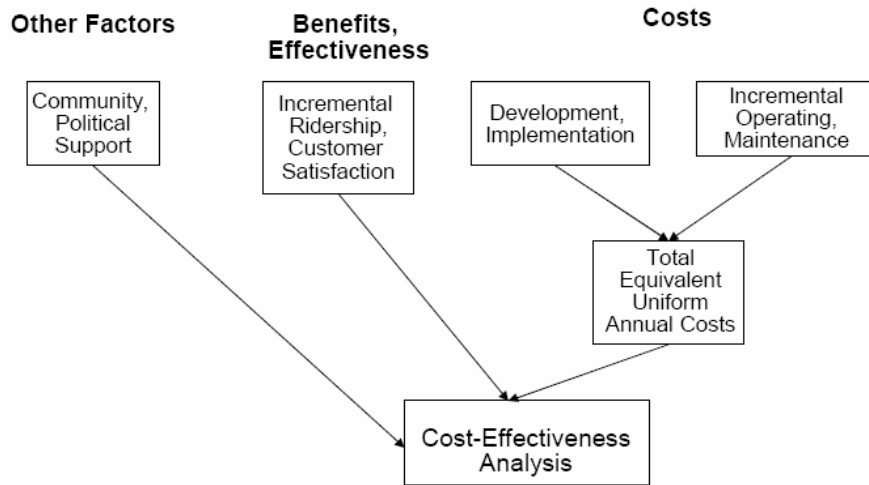 Other Factors
Benefits,
Effectiveness
Costs
Community,
Political
Support
Incremental
Ridership,
Customer
Satisfaction
Development,
Implementation
Incremental
Operating,
Maintenance
Total
Equivalent
Uniform
Annual Costs
Cost-Effectiveness
Analysis